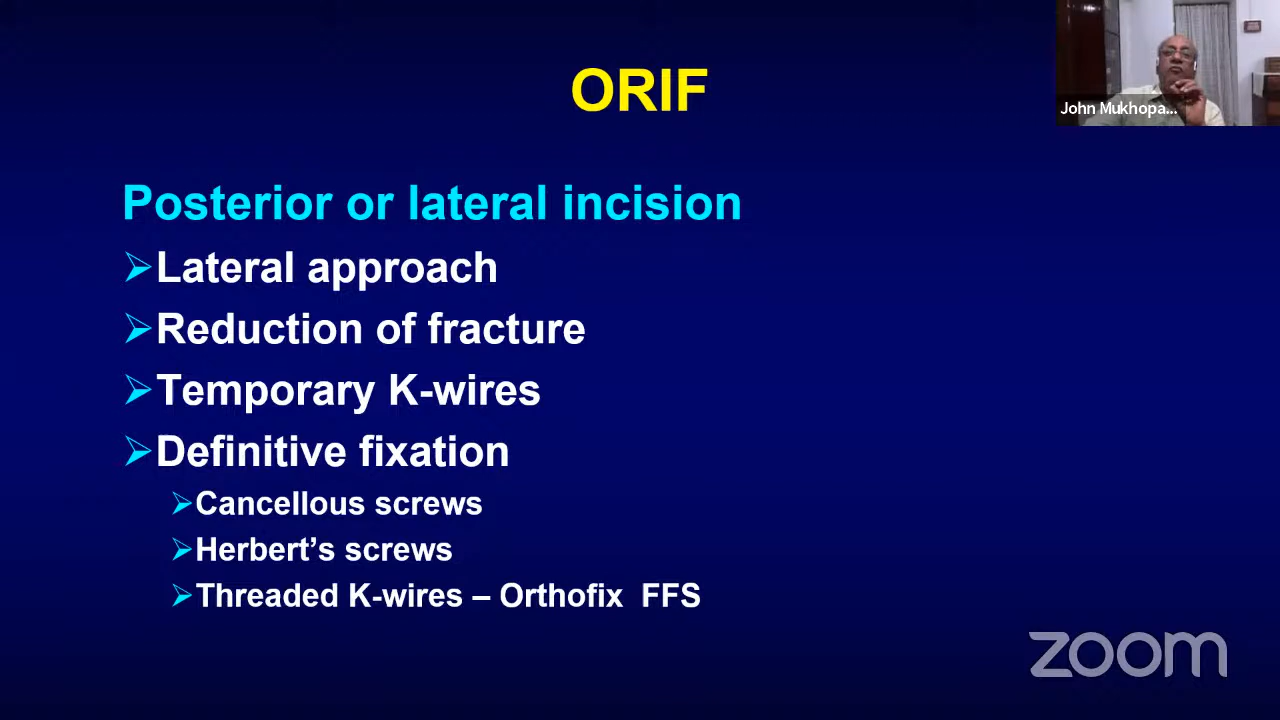 ORIF
John Mukhopa...
Posterior or lateral incision
Lateral approach
Reduction of fracture
Temporary K-wires
Definitive fixation
Cancellous screws
Herbert’s screws
Threaded K-wires – Orthofix FFS
zoom